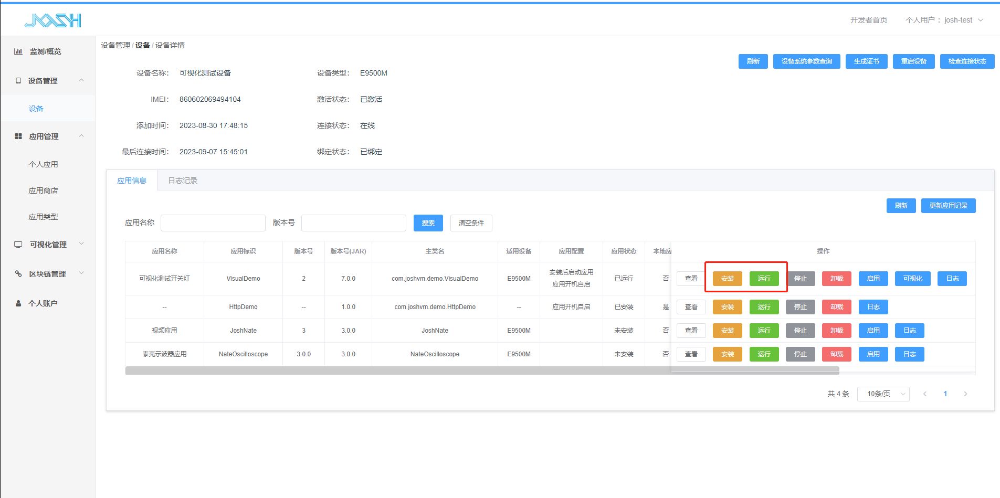 JOSH
开发者首页 个人用户 : josh-test
监测/概览
设备管理
设备
应用管理
个人应用
应用商店
应用类型
可视化管理
区块链管理
个人账户
设备管理 / 设备 / 设备详情
刷新 设备系统参数查询 生成证书 重启设备 检查连接状态
设备名称： 可视化测试设备 设备类型： E9500M
IMEI： 860602069494104 激活状态： 已激活
添加时间： 2023-08-30 17:48:15 连接状态： 在线
最后连接时间： 2023-09-07 15:45:01 绑定状态： 已绑定
应用信息 日志记录
刷新 更新应用记录
应用名称 版本号 搜索 清空条件
应用名称 应用标识 版本号 版本号(JAR) 主类名 适用设备 应用配置 应用状态 本地应 操作
可视化测试开关灯 VisualDemo 2 7.0.0 com.joshvm.demo.VisualDemo E9500M 安装后启动应用 已运行 否 查看 安装 运行 停止 卸载 启用 可视化 日志
应用开机自启
-- HttpDemo -- 1.0.0 com.joshvm.demo.HttpDemo -- 应用开机自启 已安装 是 查看 安装 运行 停止 卸载 日志
视频应用 JoshNate 3 3.0.0 JoshNate E9500M 未安装 否 查看 安装 运行 停止 卸载 启用 日志
泰克示波器应用 NateOscilloscope 3.0.0 3.0.0 NateOscilloscope E9500M 未安装 否 查看 安装 运行 停止 卸载 启用 日志
共 4 条 10条/页 1